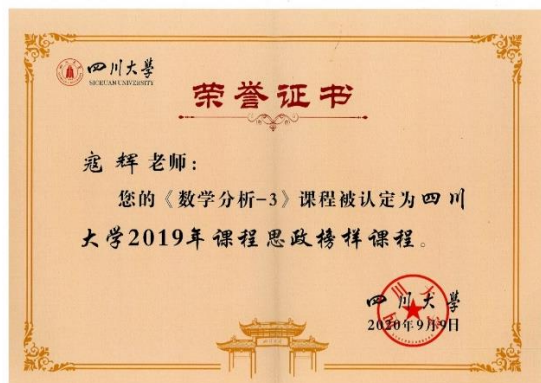 四川大學
SICHUAN UNIVERSITY
荣誉证书
寇辉老师：
您的《数学分析-3》课程被认定为四川
大学2019年课程思政榜样课程。
四川大學
2020年9月9日